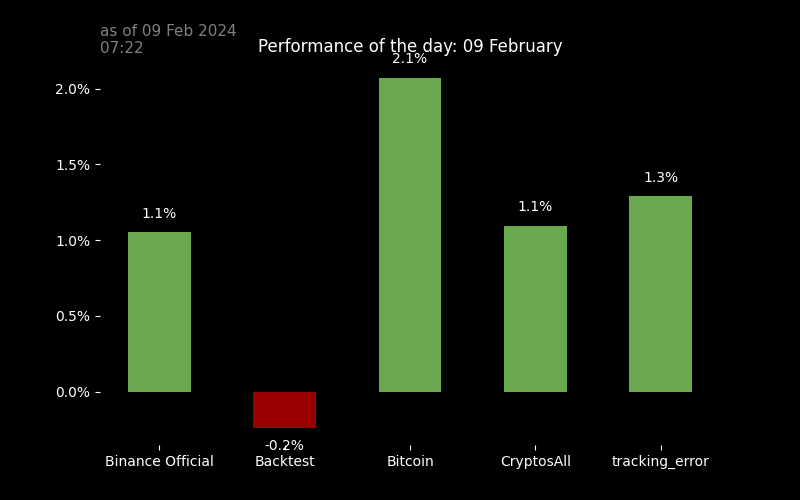 as of 09 Feb 2024
07:22
Performance of the day: 09 February
2.1%
2.0%
1.5%
1.3%
1.1%
1.1%
1.0%
0.5%
0.0%
-0.2%
Binance Official
Backtest
Bitcoin
CryptosAll
tracking_error